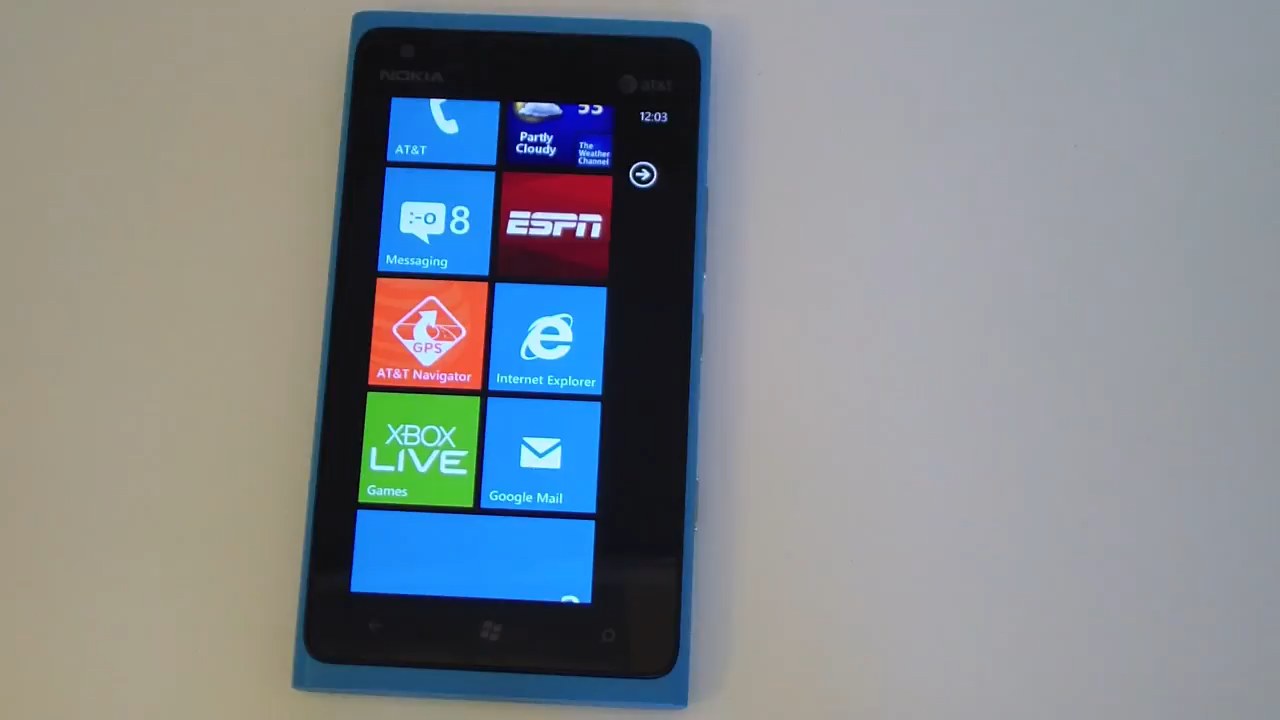 NOKIA
at&t
12:03
AT&T
Partly
Cloudy
The
Weather
Channel
:-o 8
Messaging
ESPN
GPS
AT&T Navigator
Internet Explorer
XBOX
LIVE
Games
Google Mail